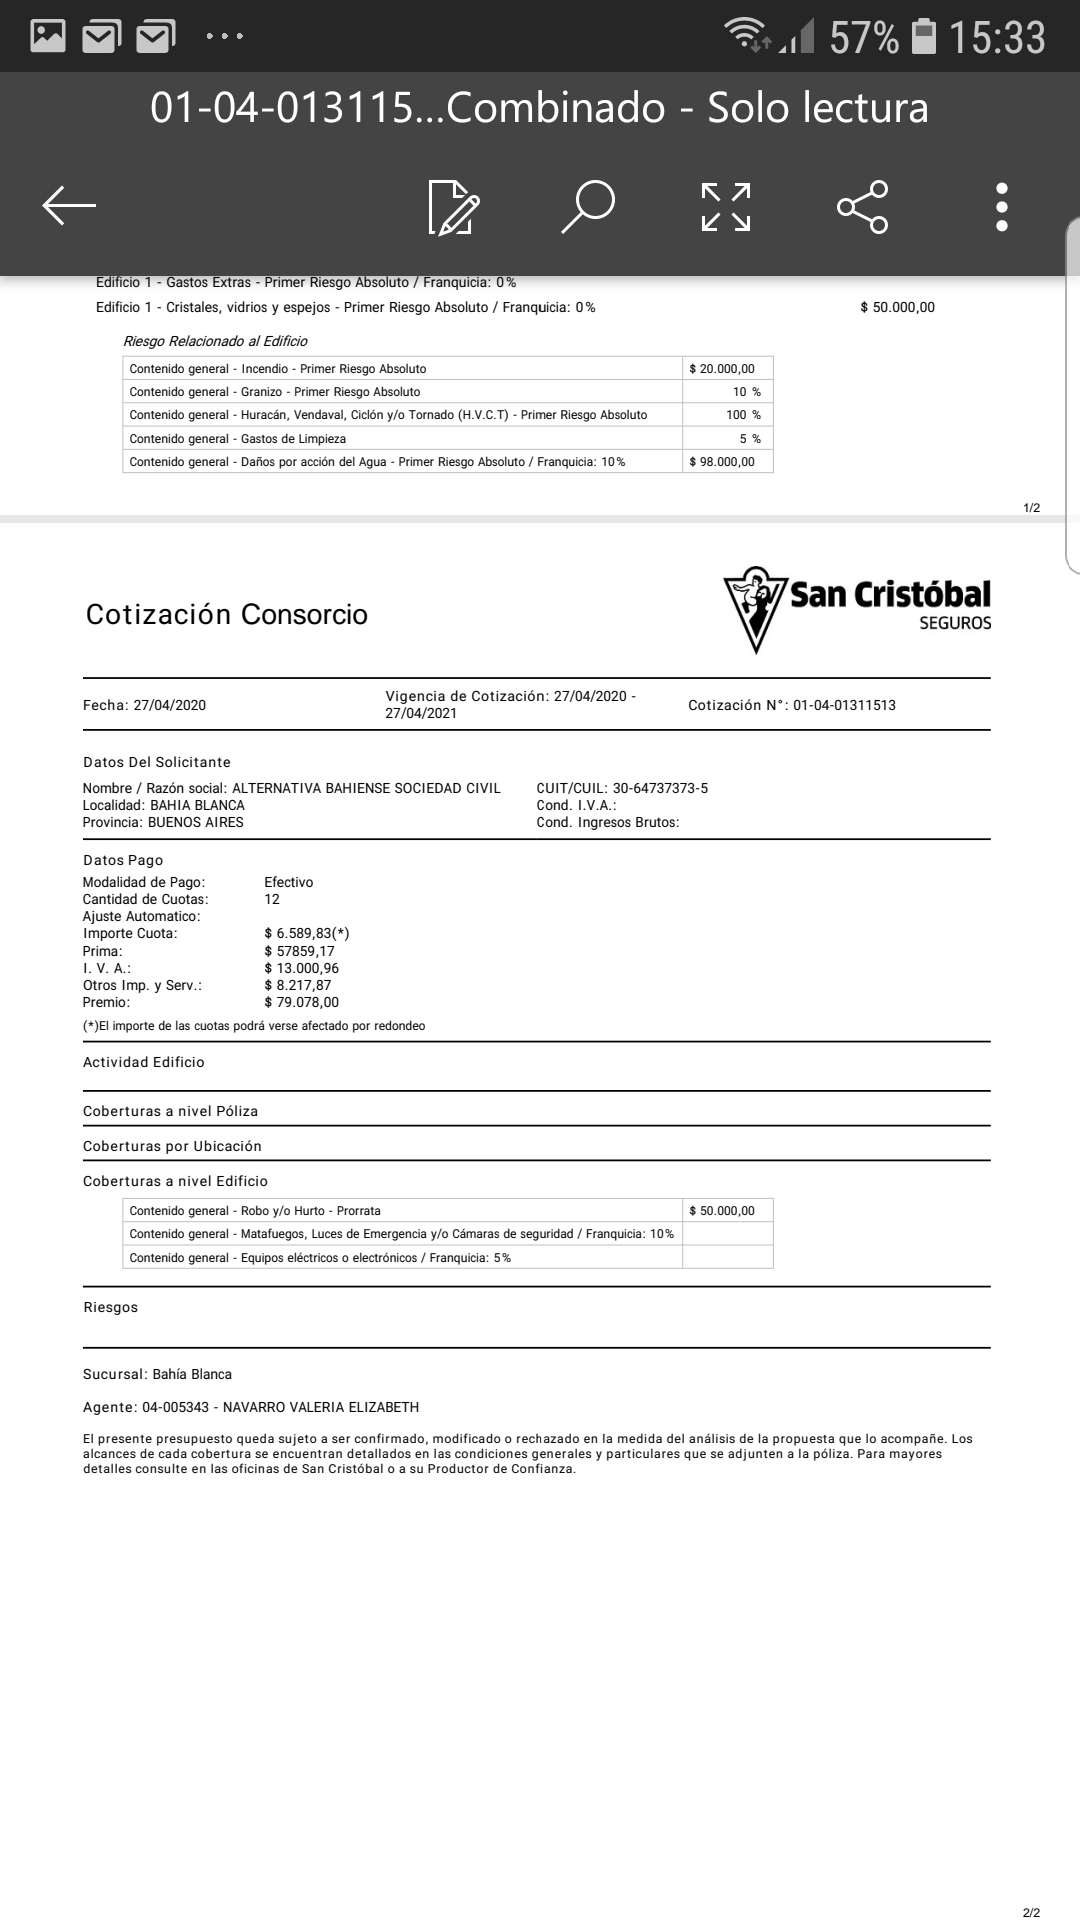 57% 15:33
01-04-013115...Combinado - Solo lectura
Edificio 1 - Gastos Extras - Primer Riesgo Absoluto / Franquicia: 0%
Edificio 1 - Cristales, vidrios y espejos - Primer Riesgo Absoluto / Franquicia: 0% $ 50.000,00
Riesgo Relacionado al Edificio
Contenido general - Incendio - Primer Riesgo Absoluto $ 20.000,00
Contenido general - Granizo - Primer Riesgo Absoluto 10 %
Contenido general - Huracán, Vendaval, Ciclón y/o Tornado (H.V.C.T) - Primer Riesgo Absoluto 100 %
Contenido general - Gastos de Limpieza 5 %
Contenido general - Daños por acción del Agua - Primer Riesgo Absoluto / Franquicia: 10% $ 98.000,00
1/2
Cotización Consorcio
San Cristóbal
SEGUROS
Fecha: 27/04/2020
Vigencia de Cotización: 27/04/2020 -
27/04/2021
Cotización N°: 01-04-01311513
Datos Del Solicitante
Nombre / Razón social: ALTERNATIVA BAHIENSE SOCIEDAD CIVIL CUIT/CUIL: 30-64737373-5
Localidad: BAHIA BLANCA Cond. I.V.A.:
Provincia: BUENOS AIRES Cond. Ingresos Brutos:
Datos Pago
Modalidad de Pago: Efectivo
Cantidad de Cuotas: 12
Ajuste Automatico:
Importe Cuota: $ 6.589,83(*)
Prima: $ 57859,17
I. V. A.: $ 13.000,96
Otros Imp. y Serv.: $ 8.217,87
Premio: $ 79.078,00
(*)El importe de las cuotas podrá verse afectado por redondeo
Actividad Edificio
Coberturas a nivel Póliza
Coberturas por Ubicación
Coberturas a nivel Edificio
Contenido general - Robo y/o Hurto - Prorrata $ 50.000,00
Contenido general - Matafuegos, Luces de Emergencia y/o Cámaras de seguridad / Franquicia: 10%
Contenido general - Equipos eléctricos o electrónicos / Franquicia: 5%
Riesgos
Sucursal: Bahía Blanca
Agente: 04-005343 - NAVARRO VALERIA ELIZABETH
El presente presupuesto queda sujeto a ser confirmado, modificado o rechazado en la medida del análisis de la propuesta que lo acompañe. Los
alcances de cada cobertura se encuentran detallados en las condiciones generales y particulares que se adjunten a la póliza. Para mayores
detalles consulte en las oficinas de San Cristóbal o a su Productor de Confianza.
2/2